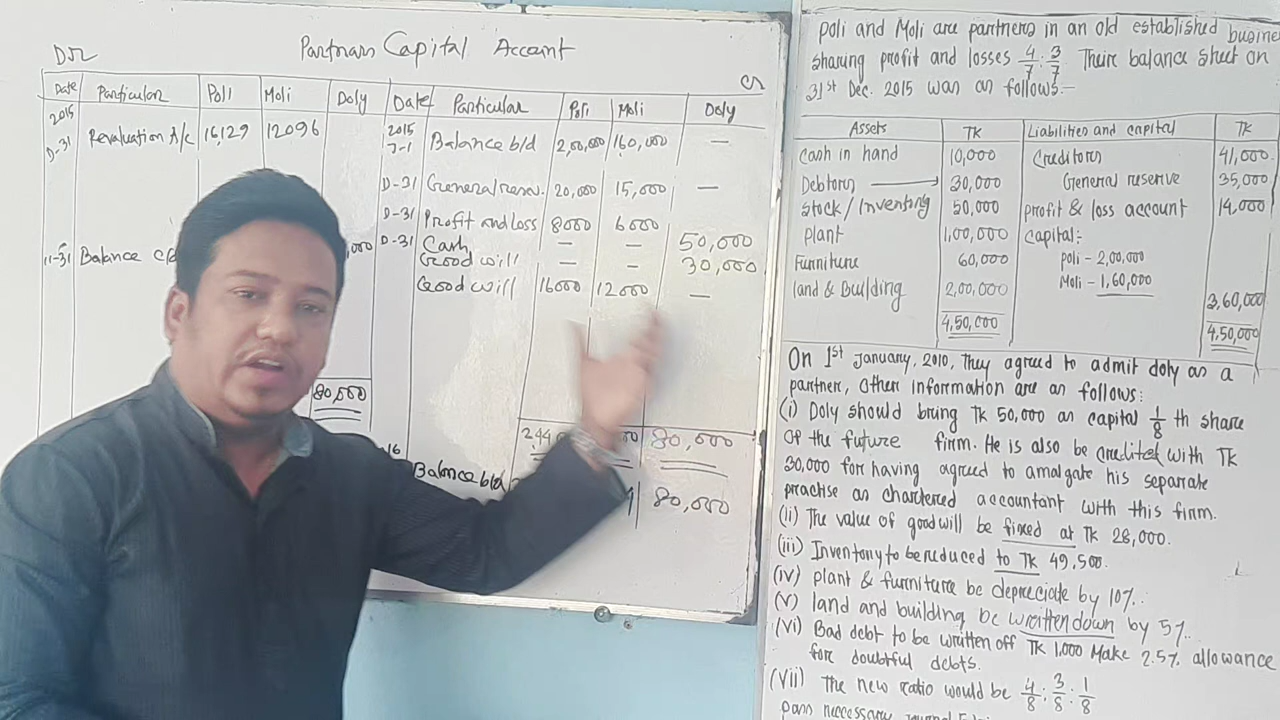 Partners Capital Account
Dr
Cr
Date Particular Poli Moli Doly Date Particular Poli Moli Doly
2015 D-31 Revaluation A/c 16,129 12096 2015 J-1 Balance b/d 2,00,000 1,60,000 —
D-31 General reser. 20,000 15,000 —
D-31 Profit and loss 8000 6000
D-31 Cash — — 50,000
Balance c/d
Good will — — 30,000
Good will 16000 12000 —
80,000
80,000
Balance b/d 80,000
Poli and Moli are partners in an old established busine
sharing profit and losses 4/7 : 3/7 Their balance sheet on
31st Dec. 2015 was as follows:-
Assets TK Liabilities and capital TK
Cash in hand 10,000 Creditors 41,000
Debtors 30,000 General reserve 35,000
Stock/Inventing 50,000 profit & loss account 14,000
plant 1,00,000 Capital:
Furniture 60,000 poli - 2,00,000
land & Building 2,00,000 Moli - 1,60,000
3,60,000
4,50,000 4,50,000
On 1st January, 2010, They agreed to admit doly as a
partner, Other information are as follows:
(i) Doly should bring TK 50,000 as capital 1/8 th share
of the future firm. He is also be credited with TK
30,000 for having agreed to amalgate his separate
practise as chartered accountant with this firm.
(ii) The value of goodwill be fixed at TK 28,000.
(iii) Inventory to be reduced to TK 49,500.
(iv) plant & furniture be depreciate by 10%.
(v) land and building be written down by 5%.
(vi) Bad debt to be written off TK 1,000 Make 2.5% allowance
for doubtful debts.
(vii) The new ratio would be 4/8 : 3/8 : 1/8
pass necessary